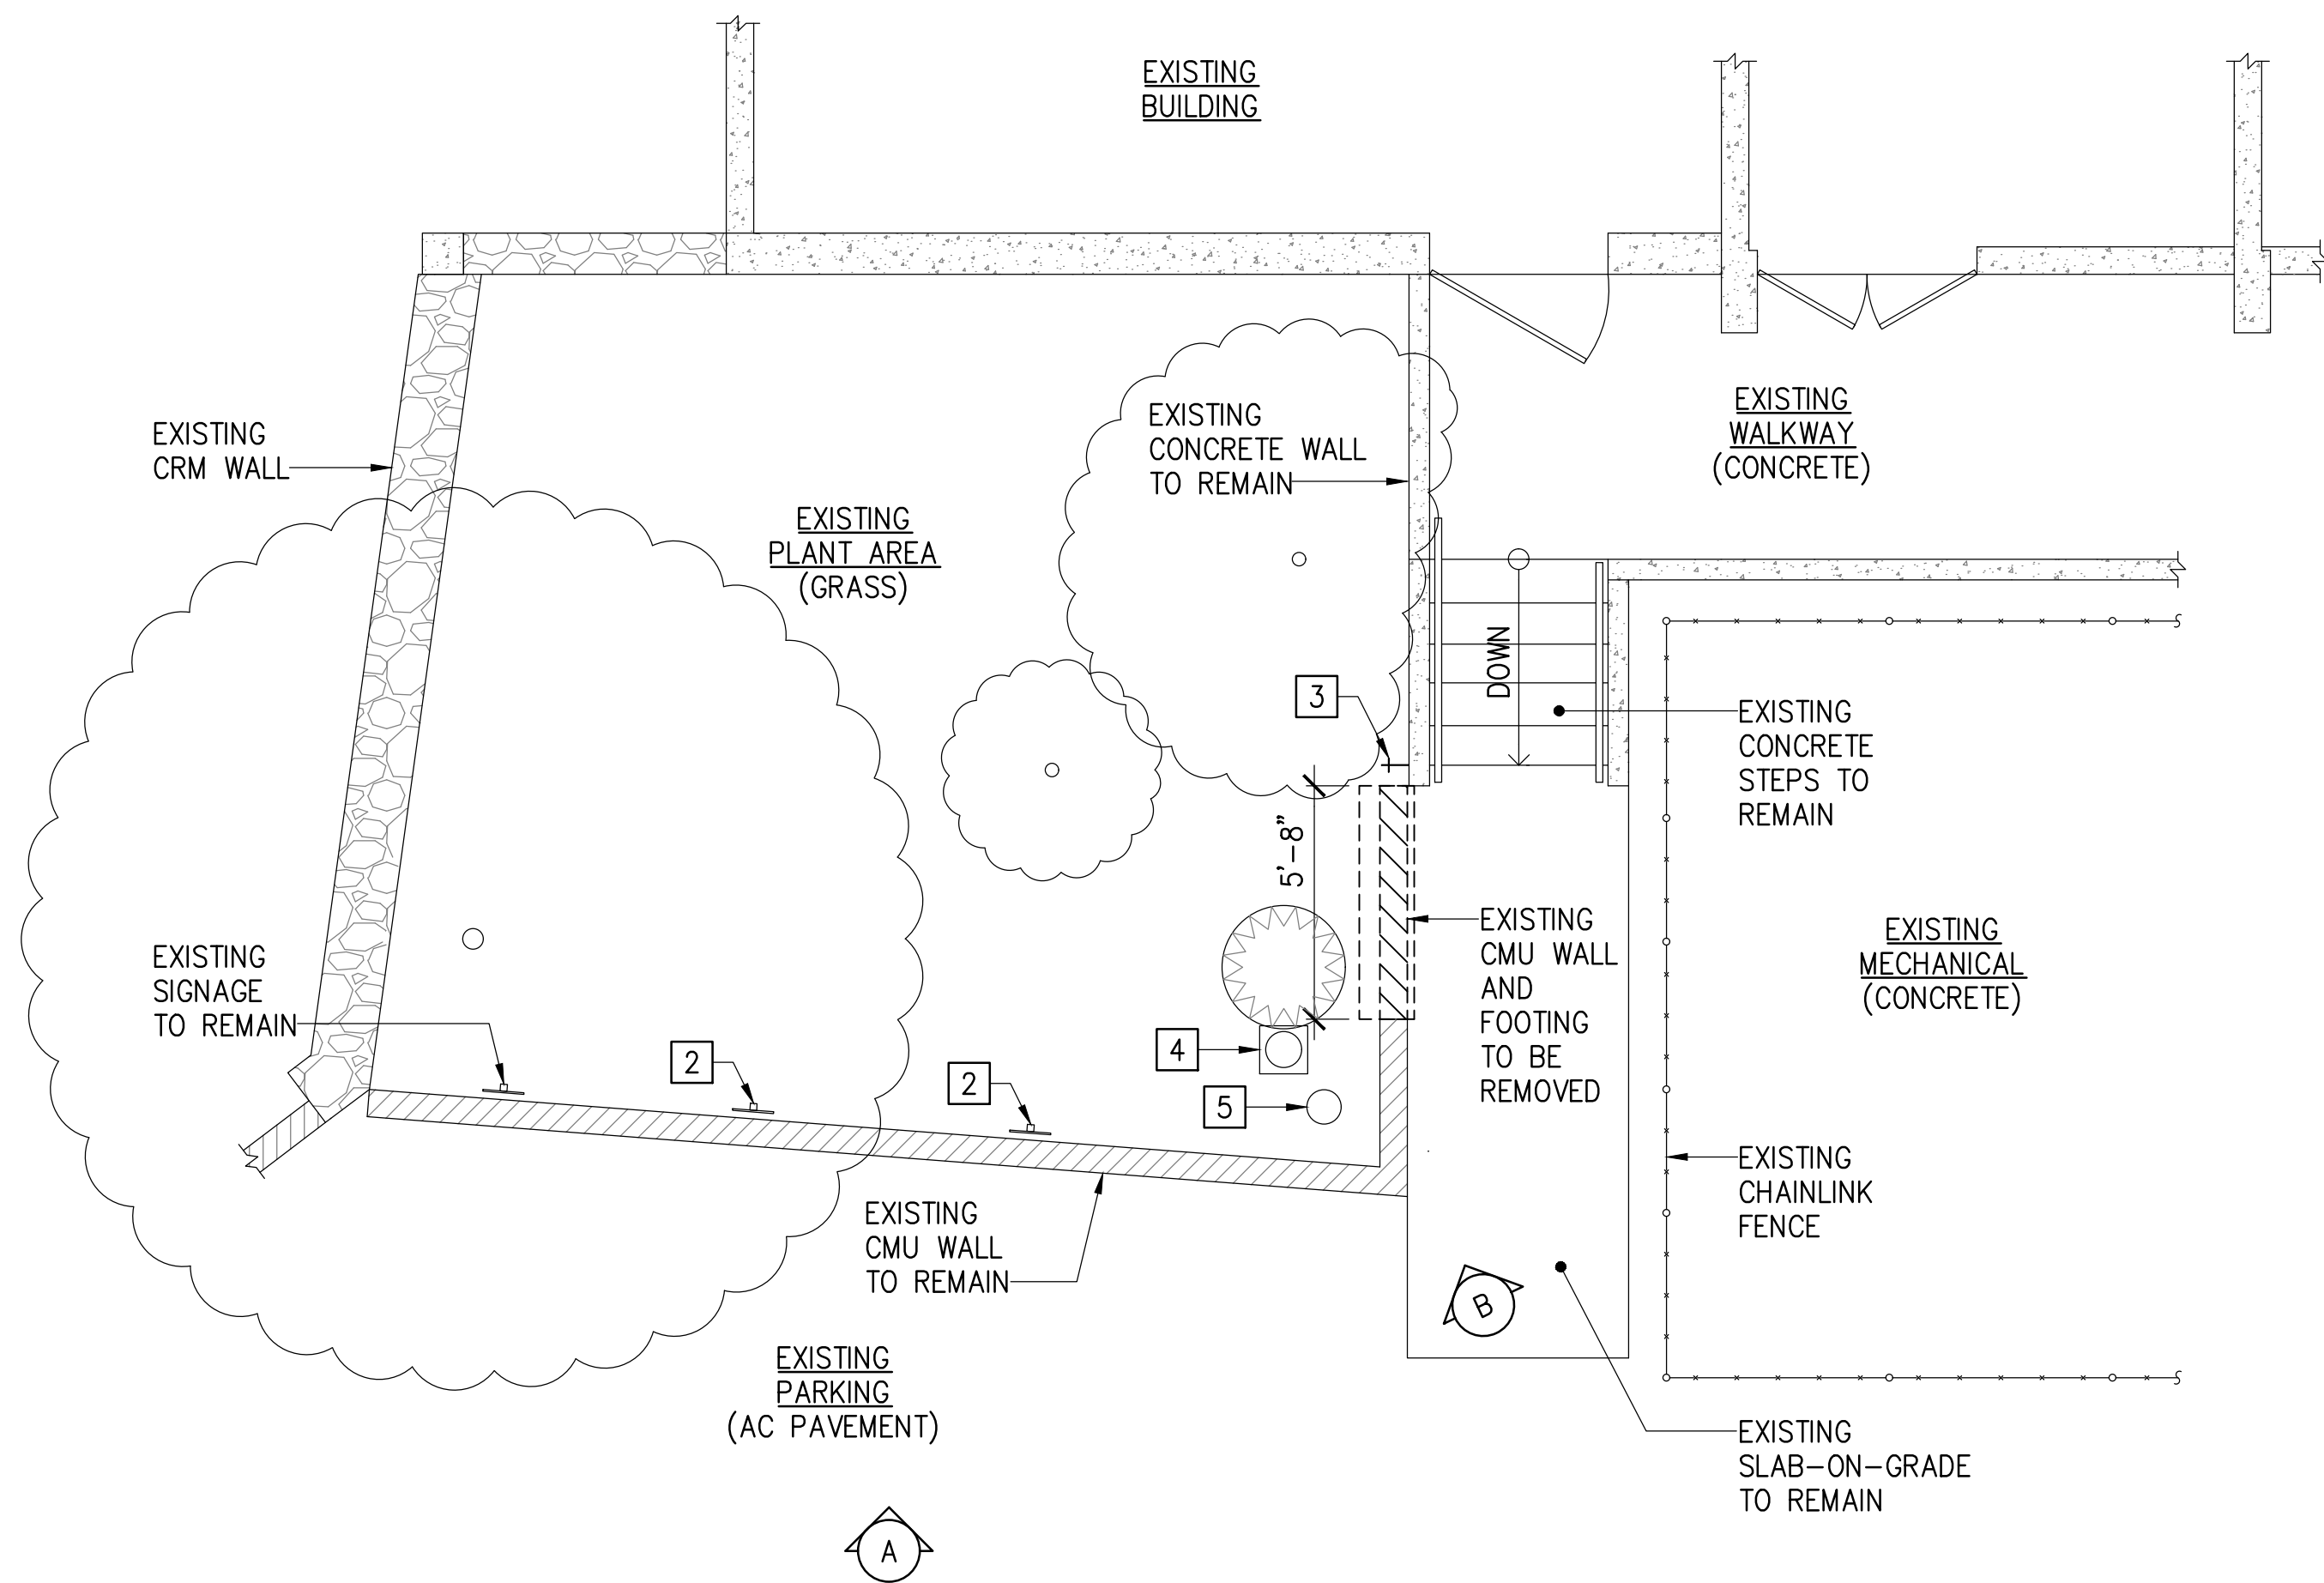 EXISTING
BUILDING
EXISTING
WALKWAY
(CONCRETE)
EXISTING
CONCRETE WALL
TO REMAIN
EXISTING
CRM WALL
EXISTING
PLANT AREA
(GRASS)
DOWN
3
EXISTING
CONCRETE
STEPS TO
REMAIN
5'-8"
EXISTING
CMU WALL
AND
FOOTING
TO BE
REMOVED
EXISTING
MECHANICAL
(CONCRETE)
EXISTING
SIGNAGE
TO REMAIN
2
2
4
5
EXISTING
CHAINLINK
FENCE
EXISTING
CMU WALL
TO REMAIN
B
EXISTING
PARKING
(AC PAVEMENT)
EXISTING
SLAB-ON-GRADE
TO REMAIN
A